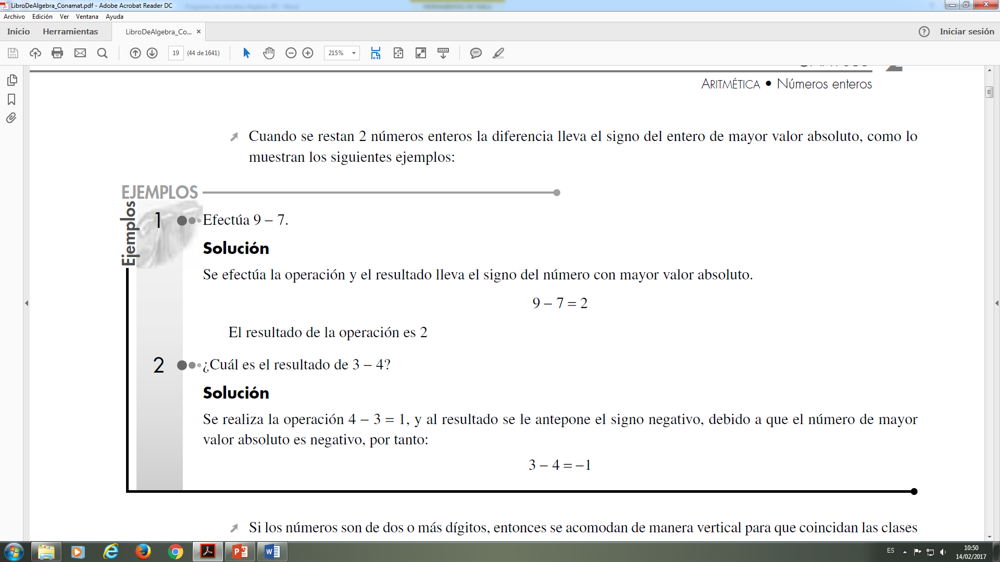 LibroDeAlgebra_Conamat.pdf - Adobe Acrobat Reader DC
Archivo Edición Ver Ventana Ayuda
Inicio Herramientas LibroDeAlgebra_Co... × ? Iniciar sesión
19 (44 de 1641) 215%
ARITMÉTICA • Números enteros
Cuando se restan 2 números enteros la diferencia lleva el signo del entero de mayor valor absoluto, como lo
muestran los siguientes ejemplos:
EJEMPLOS
Ejemplos
1 Efectúa 9 – 7.
Solución
Se efectúa la operación y el resultado lleva el signo del número con mayor valor absoluto.
9 – 7 = 2
El resultado de la operación es 2
2 ¿Cuál es el resultado de 3 – 4?
Solución
Se realiza la operación 4 – 3 = 1, y al resultado se le antepone el signo negativo, debido a que el número de mayor
valor absoluto es negativo, por tanto:
3 – 4 = –1
Si los números son de dos o más dígitos, entonces se acomodan de manera vertical para que coincidan las clases
ES 10:50
14/02/2017